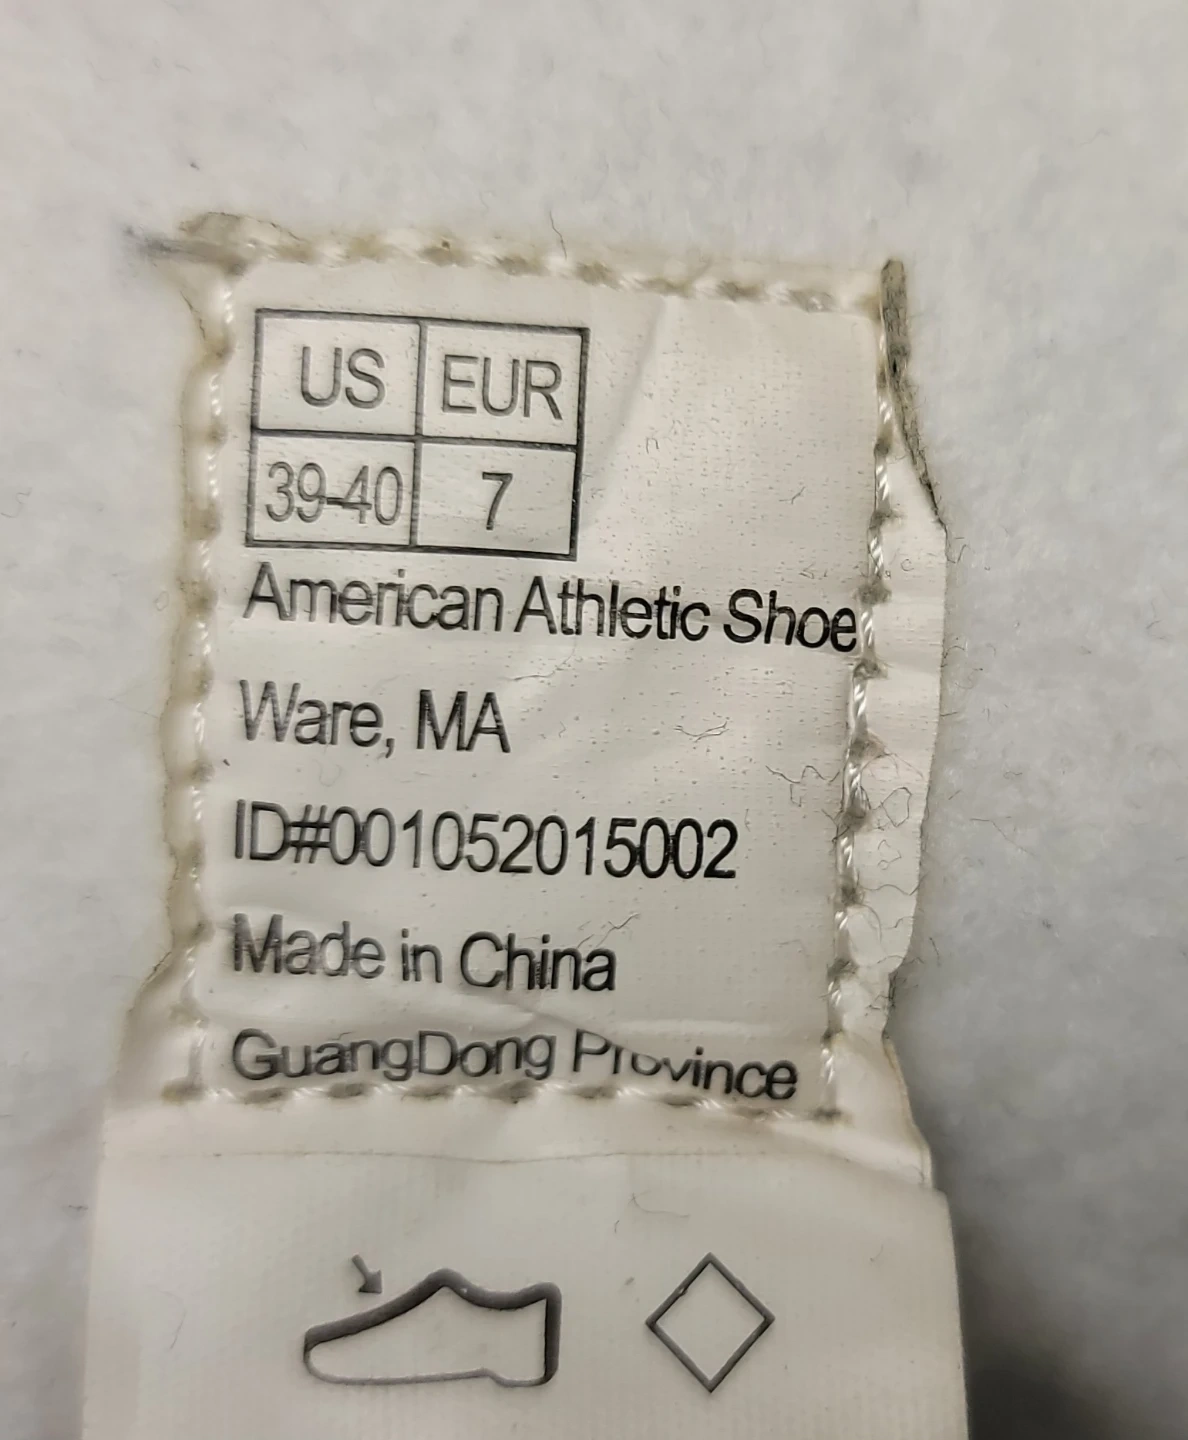 US EUR
39-40 7
American Athletic Shoe
Ware, MA
ID#001052015002
Made in China
GuangDong Province